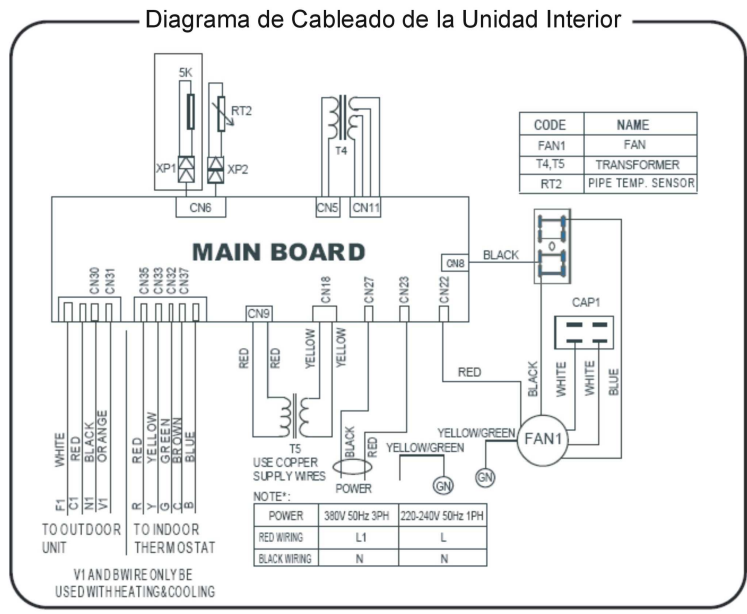 Diagrama de Cableado de la Unidad Interior
5K
RT2
XP1
XP2
T4
CODE NAME
FAN1 FAN
T4,T5 TRANSFORMER
RT2 PIPE TEMP. SENSOR
CN6
CN5
CN11
MAIN BOARD
CN8
BLACK
0
CN30
CN31
CN35
CN33
CN32
CN37
CN9
CN18
CN27
CN23
CN22
CAP1
RED
RED
YELLOW
YELLOW
RED
BLACK
WHITE
WHITE
BLUE
WHITE
RED
BLACK
ORANGE
RED
YELLOW
GREEN
BROWN
BLUE
T5
BLACK
RED
YELLOW/GREEN
YELLOW/GREEN
FAN1
USE COPPER
SUPPLY WIRES
POWER
GN
GN
F1
C1
N1
V1
R
Y
G
C
B
NOTE*:
POWER 380V 50Hz 3PH 220-240V 50Hz 1PH
RED WIRING L1 L
BLACK WIRING N N
TO OUTDOOR
UNIT
TO INDOOR
THERMOSTAT
V1 AND B WIRE ONLY BE
USED WITH HEATING & COOLING